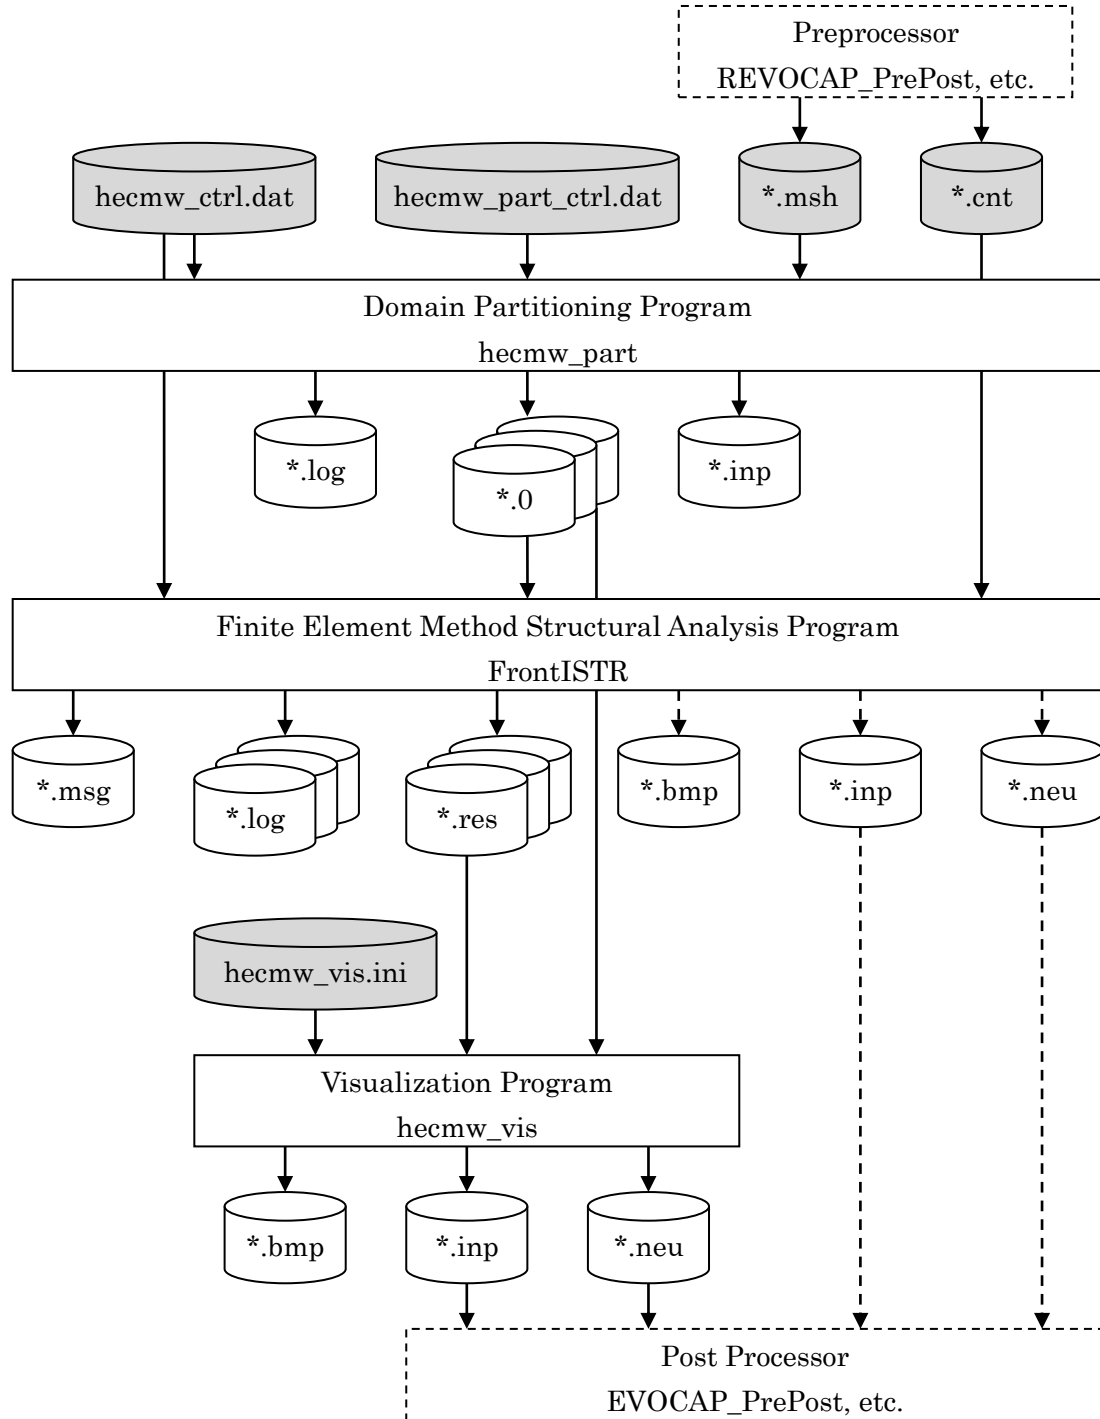 Preprocessor
REVOCAP_PrePost, etc.
hecmw_ctrl.dat
hecmw_part_ctrl.dat
*.msh
*.cnt
Domain Partitioning Program
hecmw_part
*.log
*.0
*.inp
Finite Element Method Structural Analysis Program
FrontISTR
*.msg
*.log
*.res
*.bmp
*.inp
*.neu
hecmw_vis.ini
Visualization Program
hecmw_vis
*.bmp
*.inp
*.neu
Post Processor
EVOCAP_PrePost, etc.